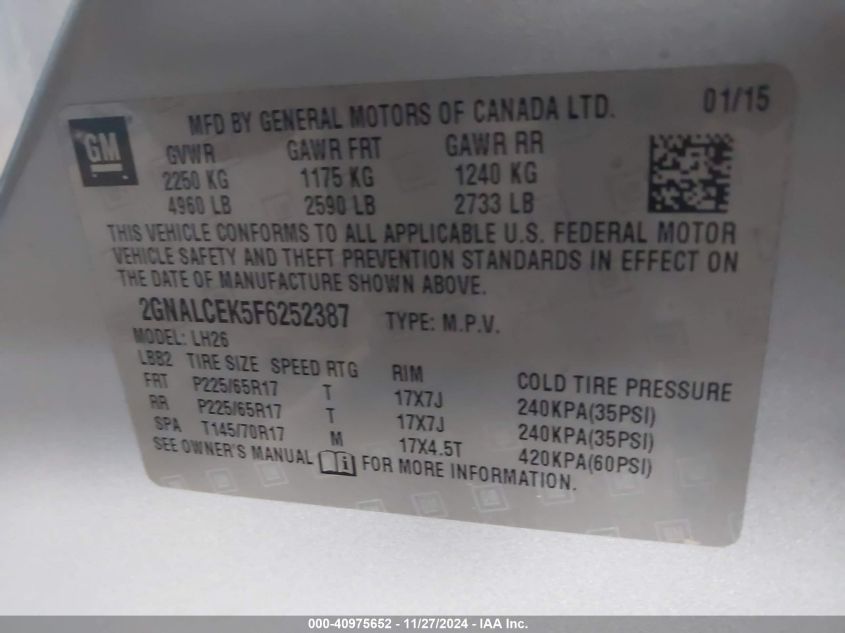 GM
MFD BY GENERAL MOTORS OF CANADA LTD. 01/15
GVWR GAWR FRT GAWR RR
2250 KG 1175 KG 1240 KG
4960 LB 2590 LB 2733 LB
THIS VEHICLE CONFORMS TO ALL APPLICABLE U.S. FEDERAL MOTOR
VEHICLE SAFETY AND THEFT PREVENTION STANDARDS IN EFFECT ON
THE DATE OF MANUFACTURE SHOWN ABOVE.
2GNALCEK5F6252387 TYPE: M.P.V.
MODEL: LH26
LBB2 TIRE SIZE SPEED RTG RIM COLD TIRE PRESSURE
FRT P225/65R17 T 17X7J 240KPA(35PSI)
RR P225/65R17 T 17X7J 240KPA(35PSI)
SPA T145/70R17 M 17X4.5T 420KPA(60PSI)
SEE OWNER'S MANUAL i FOR MORE INFORMATION.
000-40975652 - 11/27/2024 - IAA Inc.